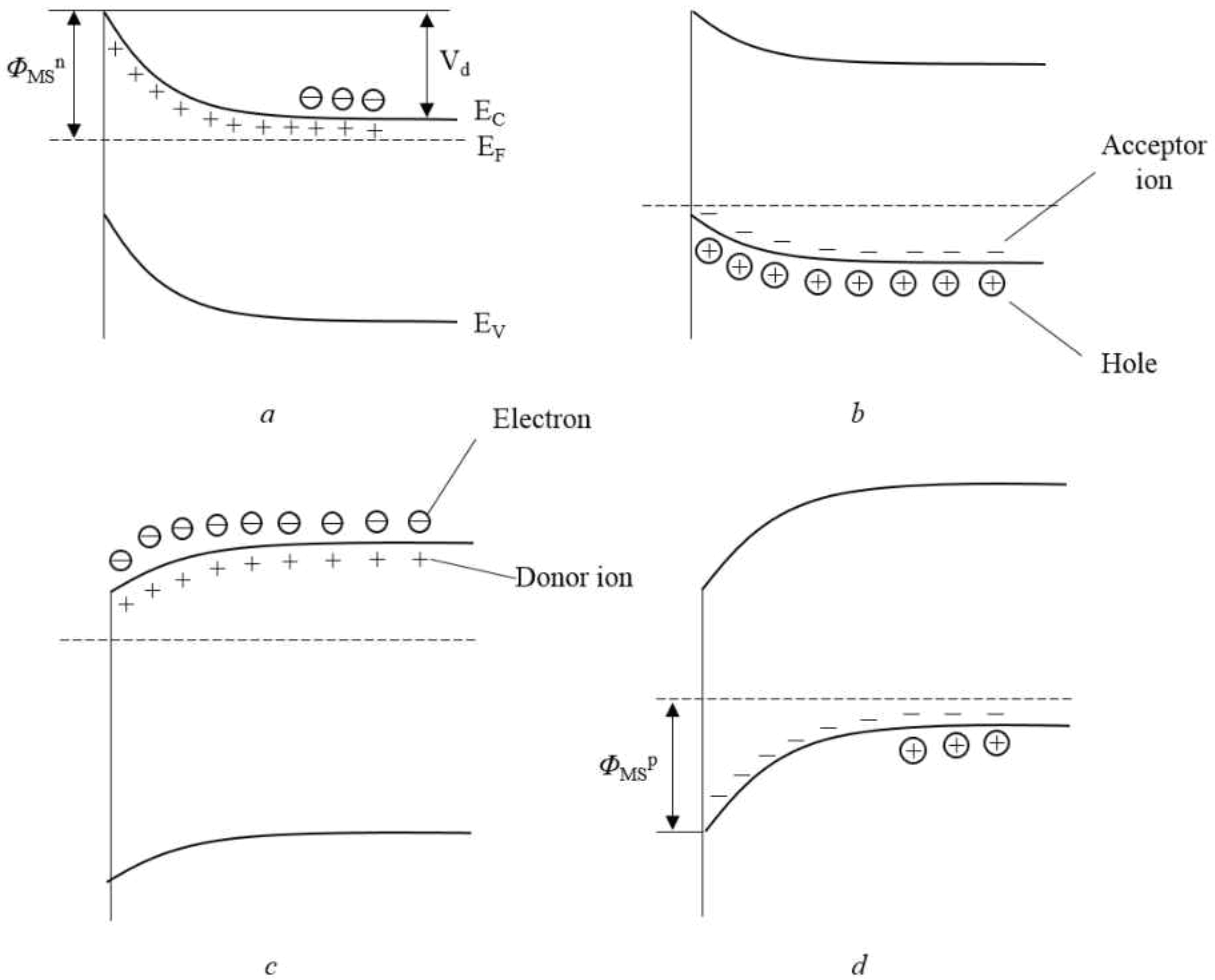 Φ_MS^n
V_d
E_C
E_F
E_V
a
Acceptor
ion
Hole
b
Electron
Donor ion
c
Φ_MS^p
d